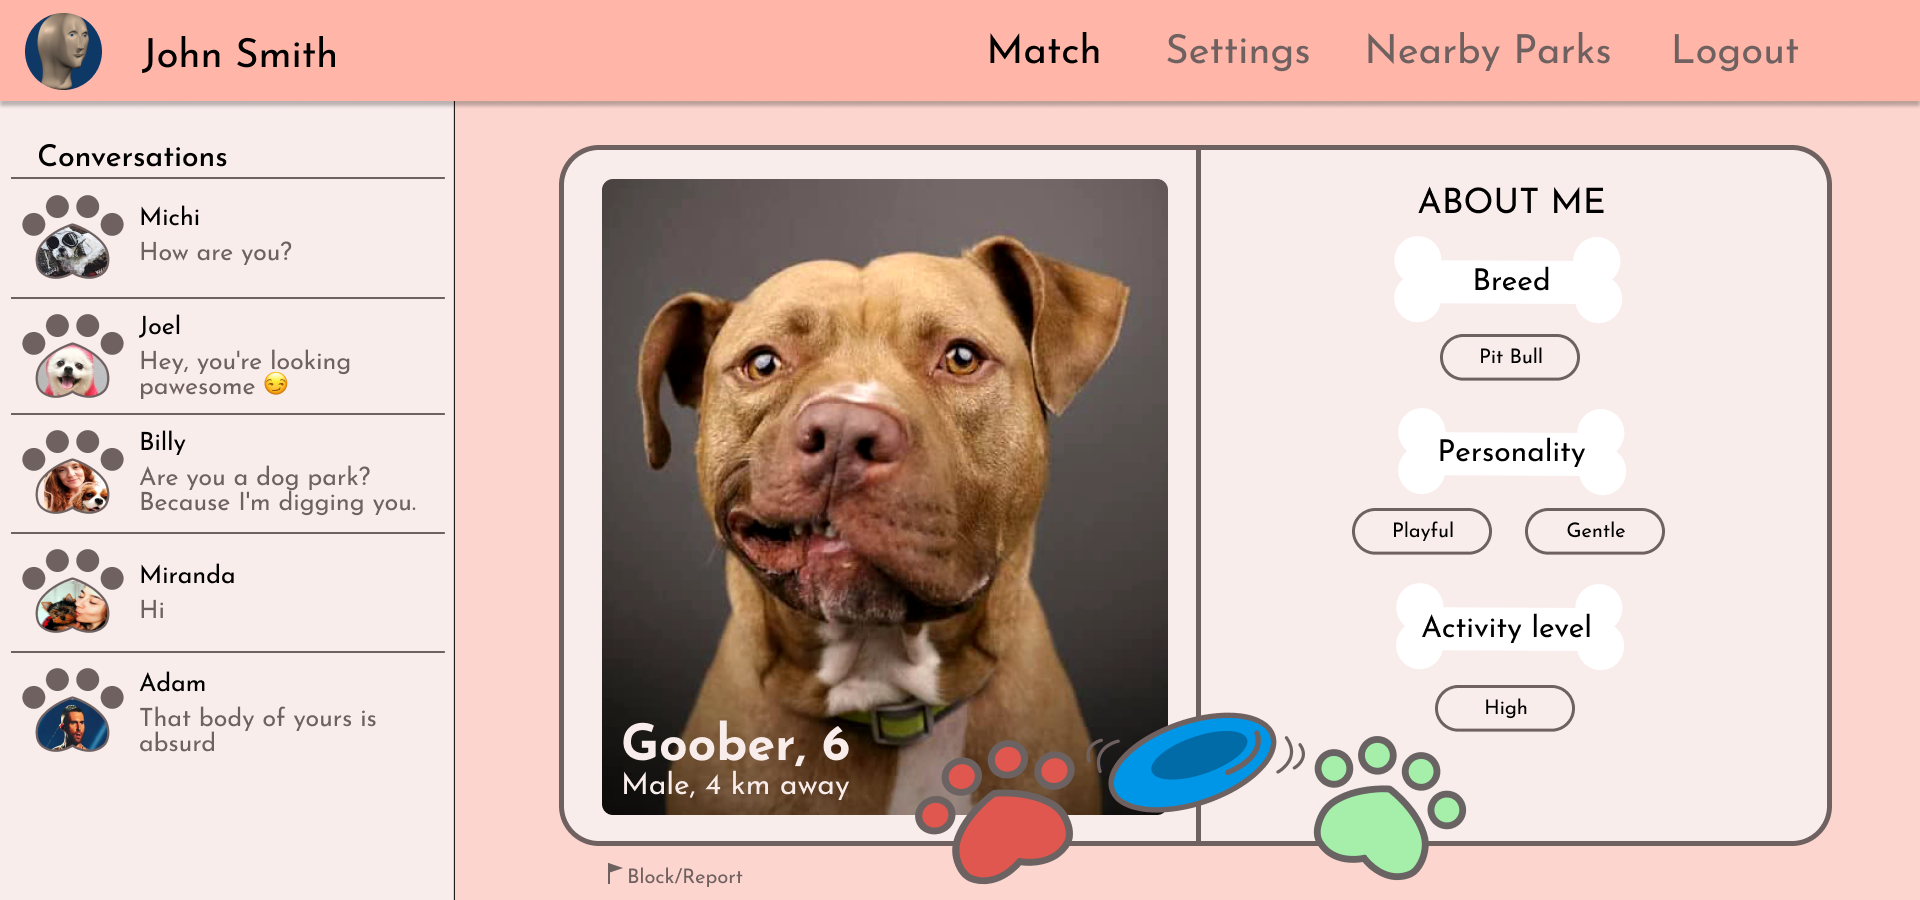 John Smith
Match
Settings
Nearby Parks
Logout
Conversations
Michi
How are you?
Joel
Hey, you're looking
pawesome 😏
Billy
Are you a dog park?
Because I'm digging you.
Miranda
Hi
Adam
That body of yours is
absurd
Goober, 6
Male, 4 km away
ABOUT ME
Breed
Pit Bull
Personality
Playful
Gentle
Activity level
High
Block/Report